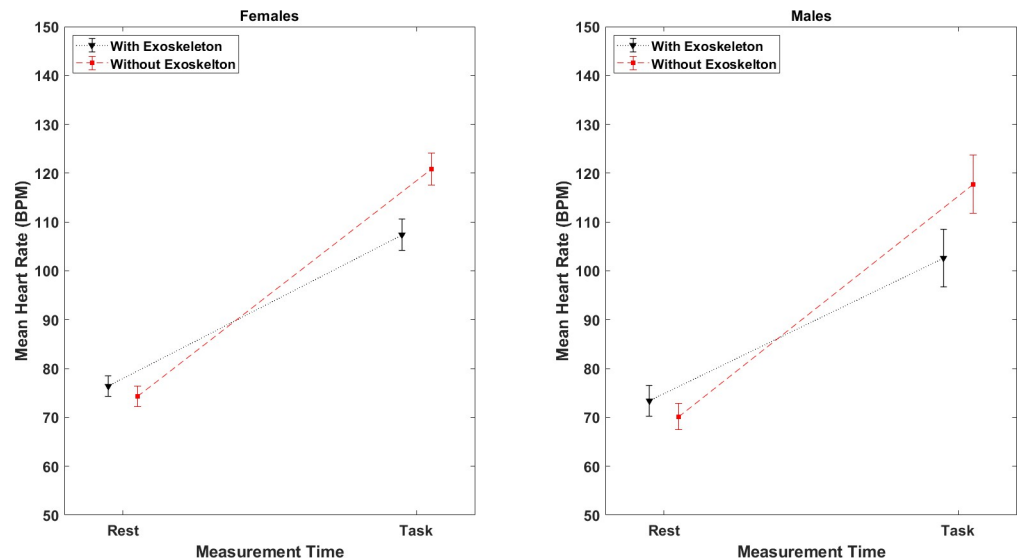 Females
150
140
130
120
110
100
90
80
70
60
50
Mean Heart Rate (BPM)
With Exoskeleton
Without Exoskelton
Rest Task
Measurement Time
Males
150
140
130
120
110
100
90
80
70
60
50
Mean Heart Rate (BPM)
With Exoskeleton
Without Exoskelton
Rest Task
Measurement Time